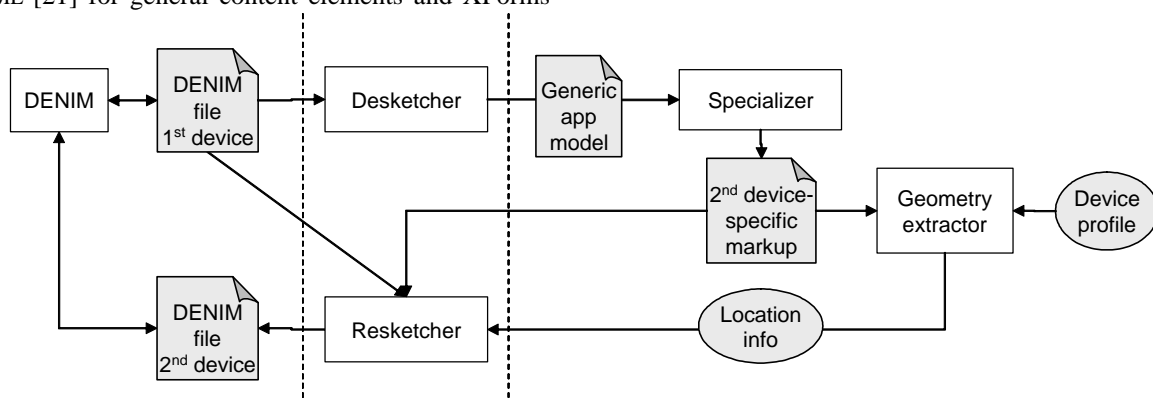 [21] for general content elements and XForms
DENIM
DENIM
file
1st device
Desketcher
Generic
app
model
Specializer
2nd device-
specific
markup
Geometry
extractor
Device
profile
DENIM
file
2nd device
Resketcher
Location
info